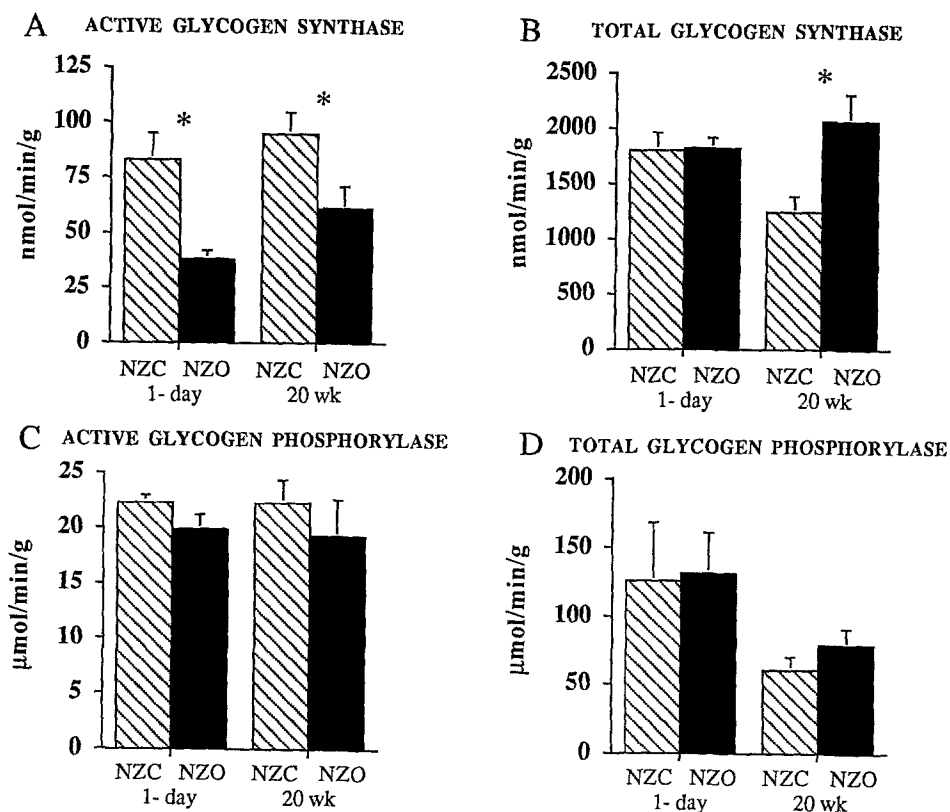 A ACTIVE GLYCOGEN SYNTHASE
125
100
75
50
25
0
nmol/min/g
*
*
NZC NZO NZC NZO
1- day 20 wk
B TOTAL GLYCOGEN SYNTHASE
2500
2000
1500
1000
500
0
nmol/min/g
*
NZC NZO NZC NZO
1- day 20 wk
C ACTIVE GLYCOGEN PHOSPHORYLASE
25
20
15
10
5
0
µmol/min/g
NZC NZO NZC NZO
1- day 20 wk
D TOTAL GLYCOGEN PHOSPHORYLASE
200
150
100
50
0
µmol/min/g
NZC NZO NZC NZO
1- day 20 wk